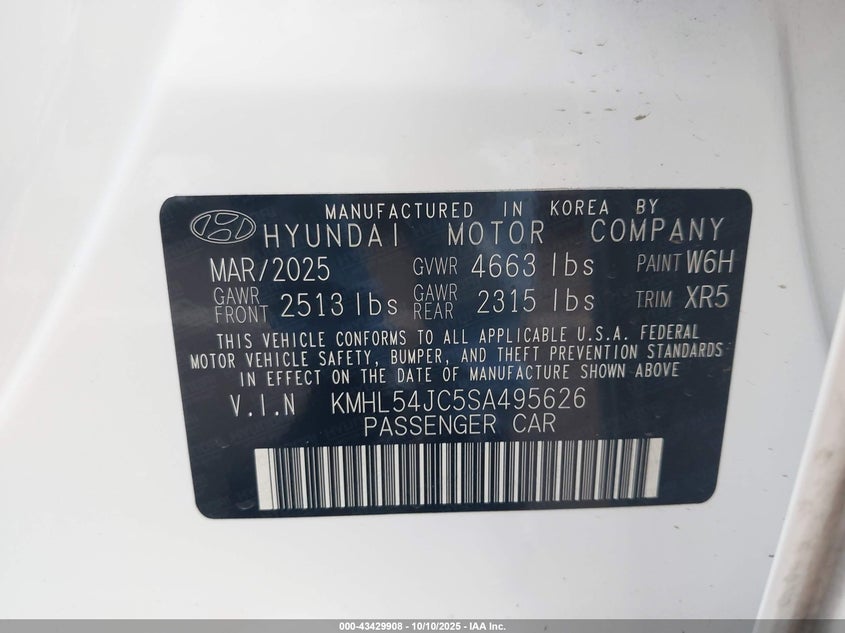 MANUFACTURED IN KOREA BY
HYUNDAI MOTOR COMPANY
MAR/2025 GVWR 4663 lbs PAINT W6H
GAWR FRONT 2513 lbs GAWR REAR 2315 lbs TRIM XR5
THIS VEHICLE CONFORMS TO ALL APPLICABLE U.S.A. FEDERAL
MOTOR VEHICLE SAFETY, BUMPER, AND THEFT PREVENTION STANDARDS
IN EFFECT ON THE DATE OF MANUFACTURE SHOWN ABOVE
V.I.N KMHL54JC5SA495626
PASSENGER CAR
000-43429908 - 10/10/2025 - IAA Inc.